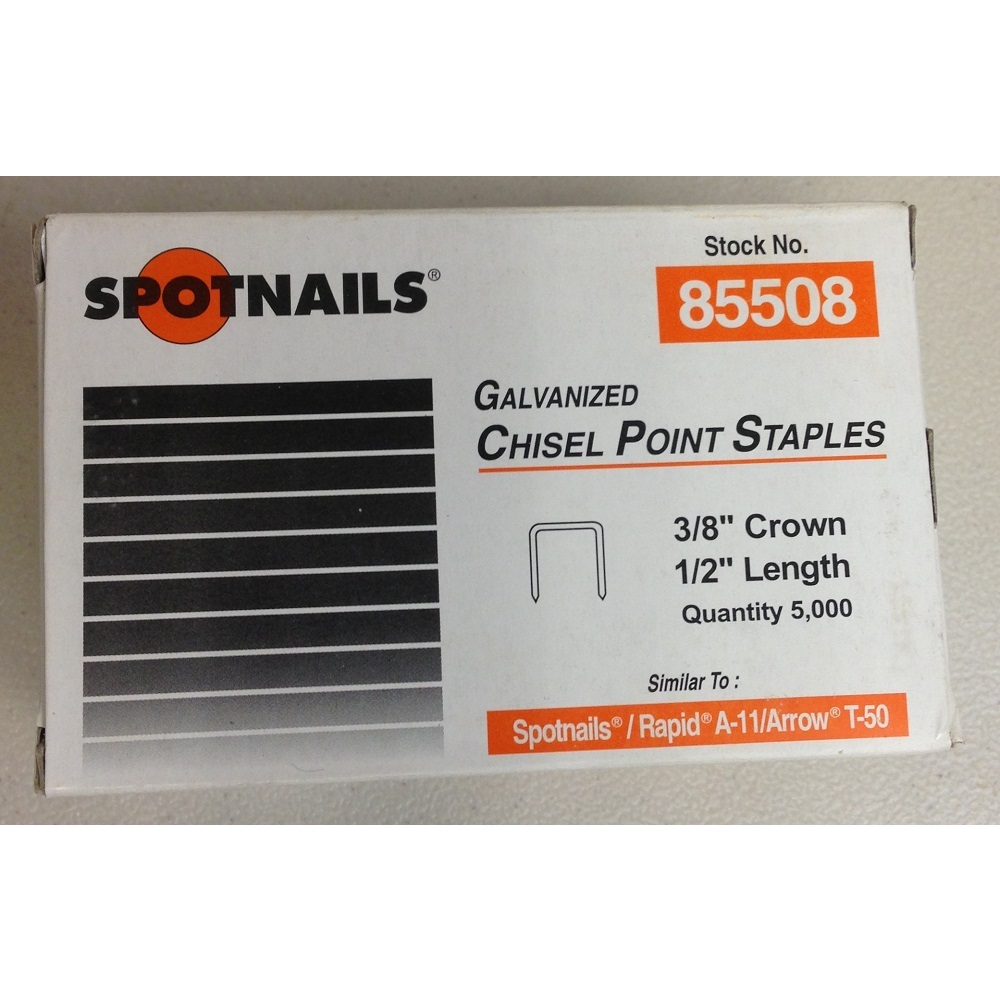 SPOTNAILS®
Stock No.
85508
GALVANIZED
CHISEL POINT STAPLES
3/8" Crown
1/2" Length
Quantity 5,000
Similar To :
Spotnails® / Rapid® A-11/Arrow® T-50